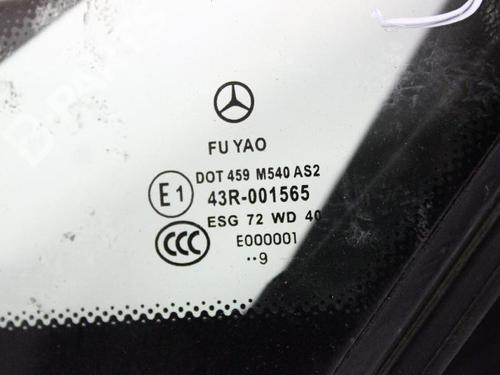 FU YAO
DOT 459 M540 AS2
E1
43R-001565
ESG 72 WD 40
CCC
E000001
··9